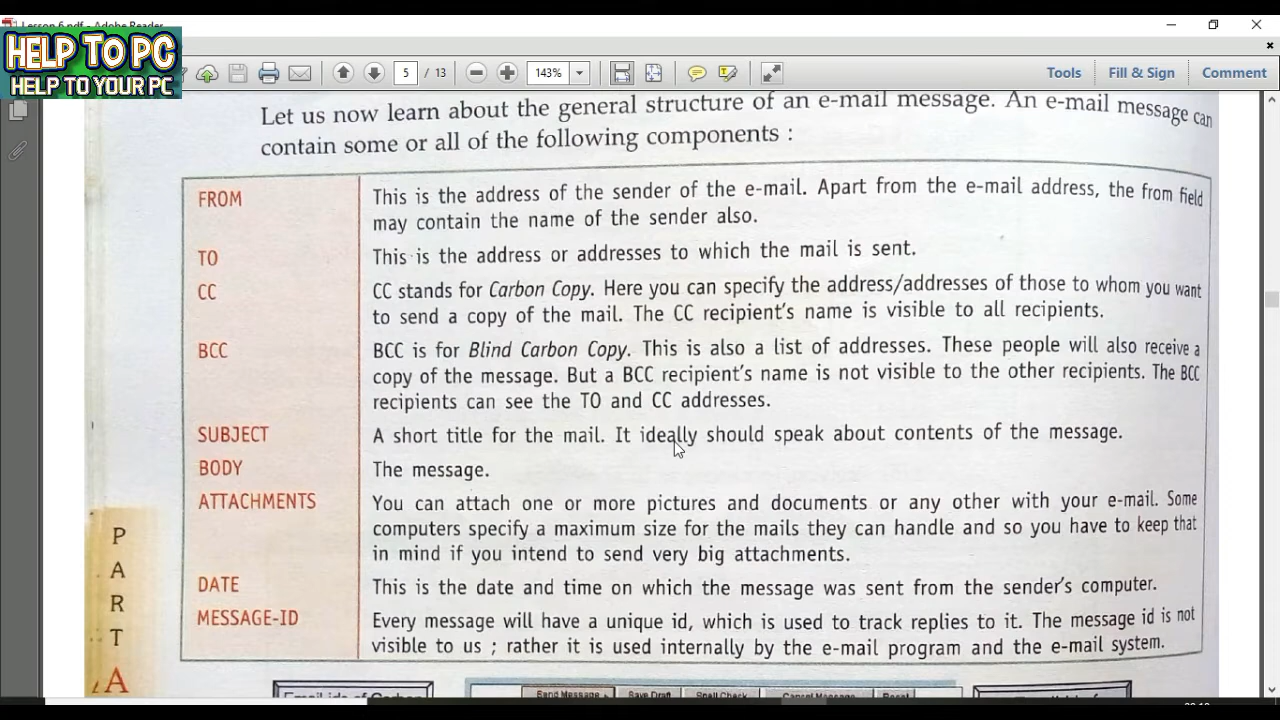 Lesson 6.pdf - Adobe Reader
HELP TO PC
HELP TO YOUR PC
5 / 13
143%
Tools
Fill & Sign
Comment
Let us now learn about the general structure of an e-mail message. An e-mail message can
contain some or all of the following components :
FROM
This is the address of the sender of the e-mail. Apart from the e-mail address, the from field
may contain the name of the sender also.
TO
This is the address or addresses to which the mail is sent.
CC
CC stands for Carbon Copy. Here you can specify the address/addresses of those to whom you want
to send a copy of the mail. The CC recipient's name is visible to all recipients.
BCC
BCC is for Blind Carbon Copy. This is also a list of addresses. These people will also receive a
copy of the message. But a BCC recipient's name is not visible to the other recipients. The BCC
recipients can see the TO and CC addresses.
SUBJECT
A short title for the mail. It ideally should speak about contents of the message.
BODY
The message.
ATTACHMENTS
You can attach one or more pictures and documents or any other with your e-mail. Some
computers specify a maximum size for the mails they can handle and so you have to keep that
in mind if you intend to send very big attachments.
DATE
This is the date and time on which the message was sent from the sender's computer.
MESSAGE-ID
Every message will have a unique id, which is used to track replies to it. The message id is not
visible to us ; rather it is used internally by the e-mail program and the e-mail system.
PART
A
Send Message
Save Draft
Spell Check
Cancel Message